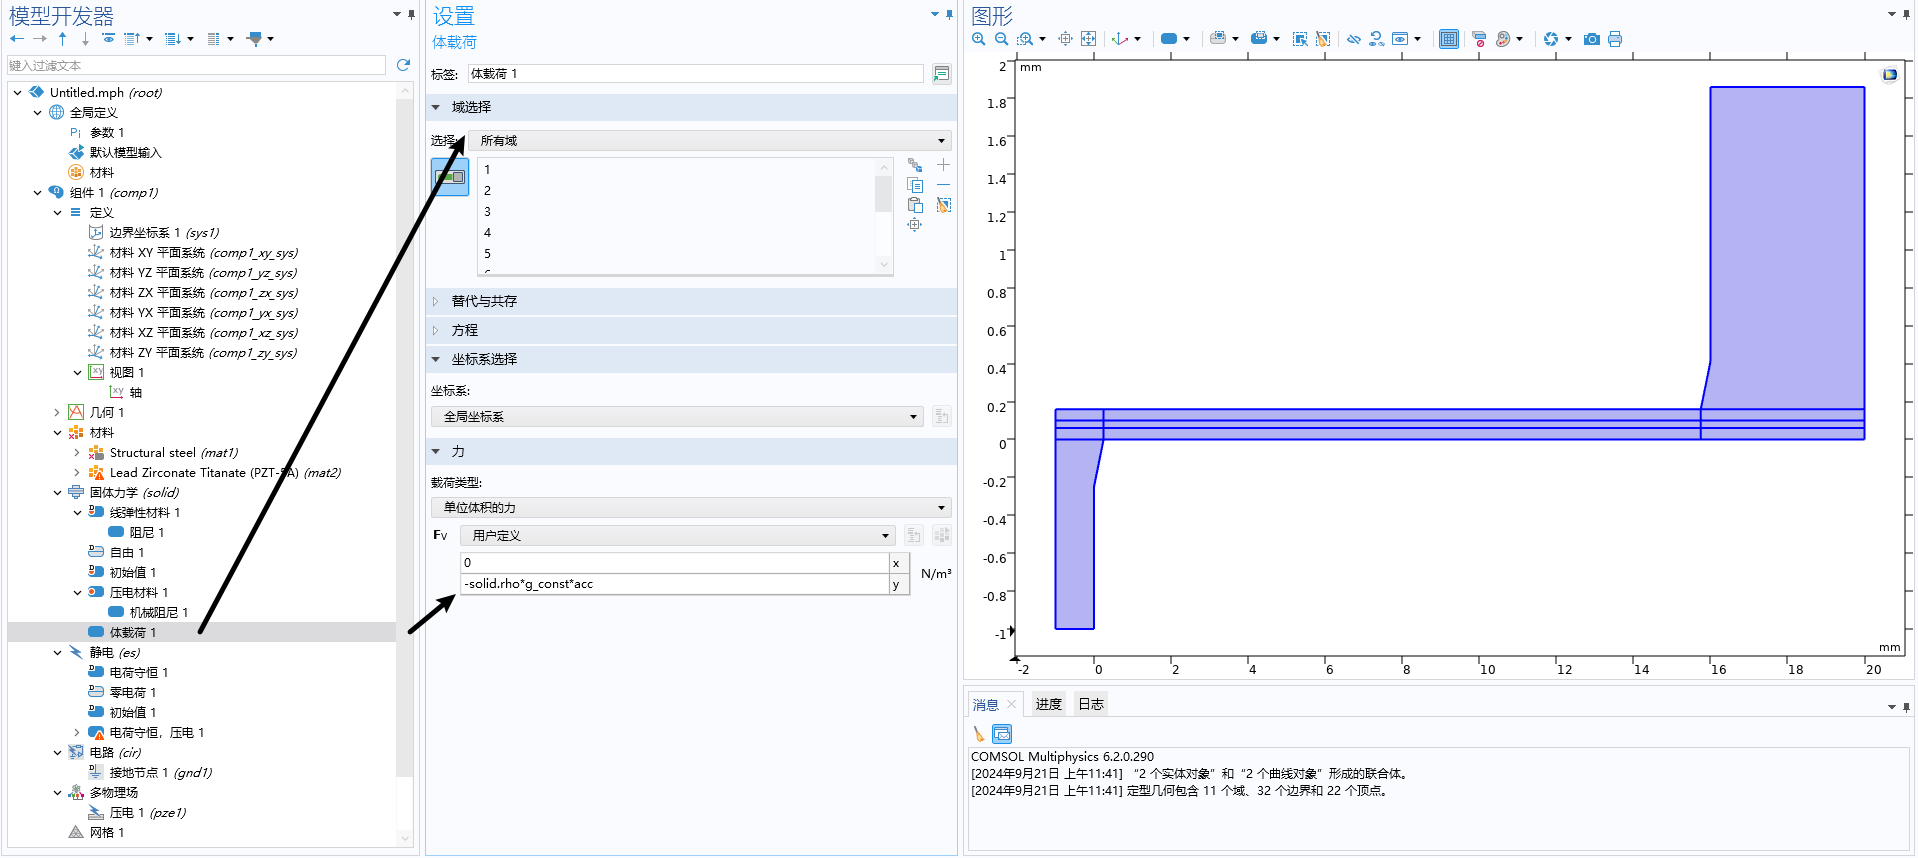 模型开发器
键入过滤文本
Untitled.mph (root)
全局定义
Pi 参数 1
默认模型输入
材料
组件 1 (comp1)
定义
边界坐标系 1 (sys1)
材料 XY 平面系统 (comp1_xy_sys)
材料 YZ 平面系统 (comp1_yz_sys)
材料 ZX 平面系统 (comp1_zx_sys)
材料 YX 平面系统 (comp1_yx_sys)
材料 XZ 平面系统 (comp1_xz_sys)
材料 ZY 平面系统 (comp1_zy_sys)
视图 1
轴
几何 1
材料
Structural steel (mat1)
Lead Zirconate Titanate (PZT-5A) (mat2)
固体力学 (solid)
线弹性材料 1
阻尼 1
自由 1
初始值 1
压电材料 1
机械阻尼 1
体载荷 1
静电 (es)
电荷守恒 1
零电荷 1
初始值 1
电荷守恒，压电 1
电路 (cir)
接地节点 1 (gnd1)
多物理场
压电 1 (pze1)
网格 1
设置
体载荷
标签: 体载荷 1
域选择
选择: 所有域
1
2
3
4
5
替代与共存
方程
坐标系选择
坐标系:
全局坐标系
力
载荷类型:
单位体积的力
Fv 用户定义
0 x
-solid.rho*g_const*acc y
N/m³
图形
mm
2
1.8
1.6
1.4
1.2
1
0.8
0.6
0.4
0.2
0
-0.2
-0.4
-0.6
-0.8
-1
mm
-2 0 2 4 6 8 10 12 14 16 18 20
消息 进度 日志
COMSOL Multiphysics 6.2.0.290
[2024年9月21日 上午11:41] “2 个实体对象”和“2 个曲线对象”形成的联合体。
[2024年9月21日 上午11:41] 定型几何包含 11 个域、32 个边界和 22 个顶点。